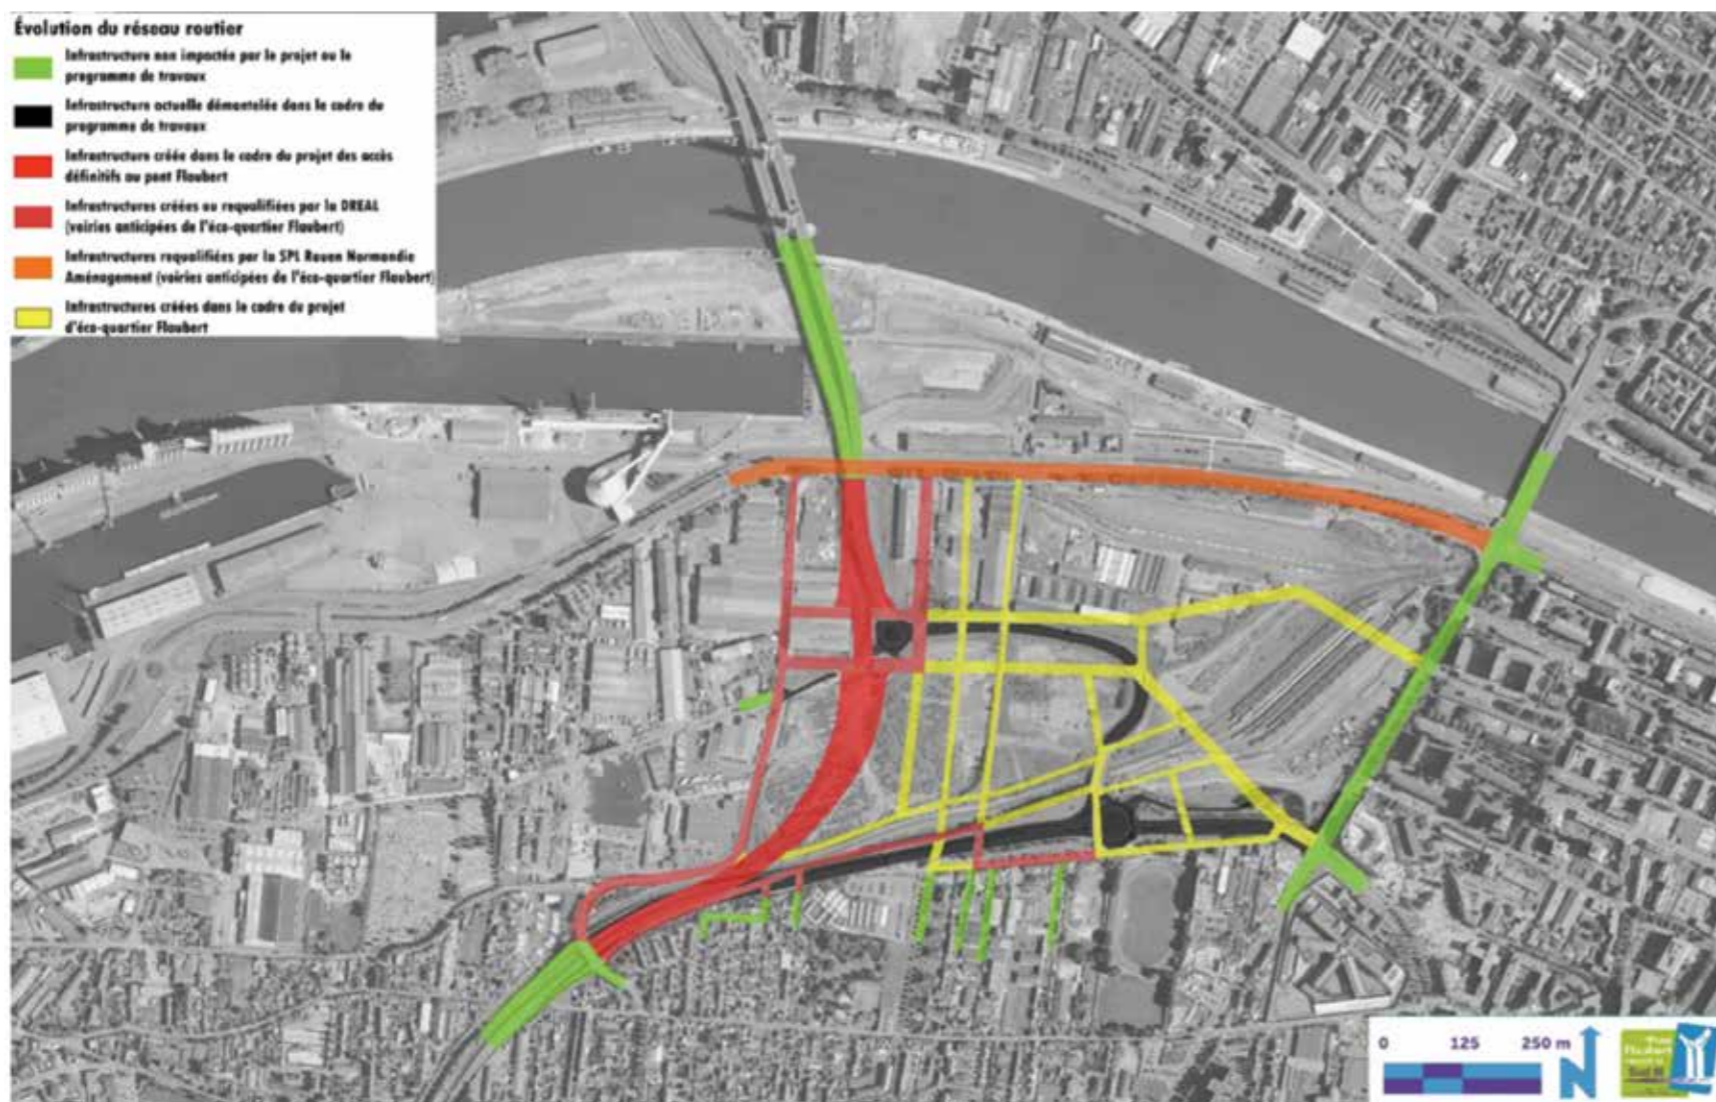 Évolution du réseau routier
Infrastructure non impactée par le projet ou le
programme de travaux
Infrastructure actuelle démantelée dans le cadre du
programme de travaux
Infrastructure créée dans le cadre du projet des accès
définitifs au pont Flaubert
Infrastructures créées ou requalifiées par la DREAL
(voiries anticipées de l'éco-quartier Flaubert)
Infrastructures requalifiées par la SPL Rouen Normandie
Aménagement (voiries anticipées de l'éco-quartier Flaubert)
Infrastructures créées dans le cadre du projet
d'éco-quartier Flaubert
0 125 250 m
N